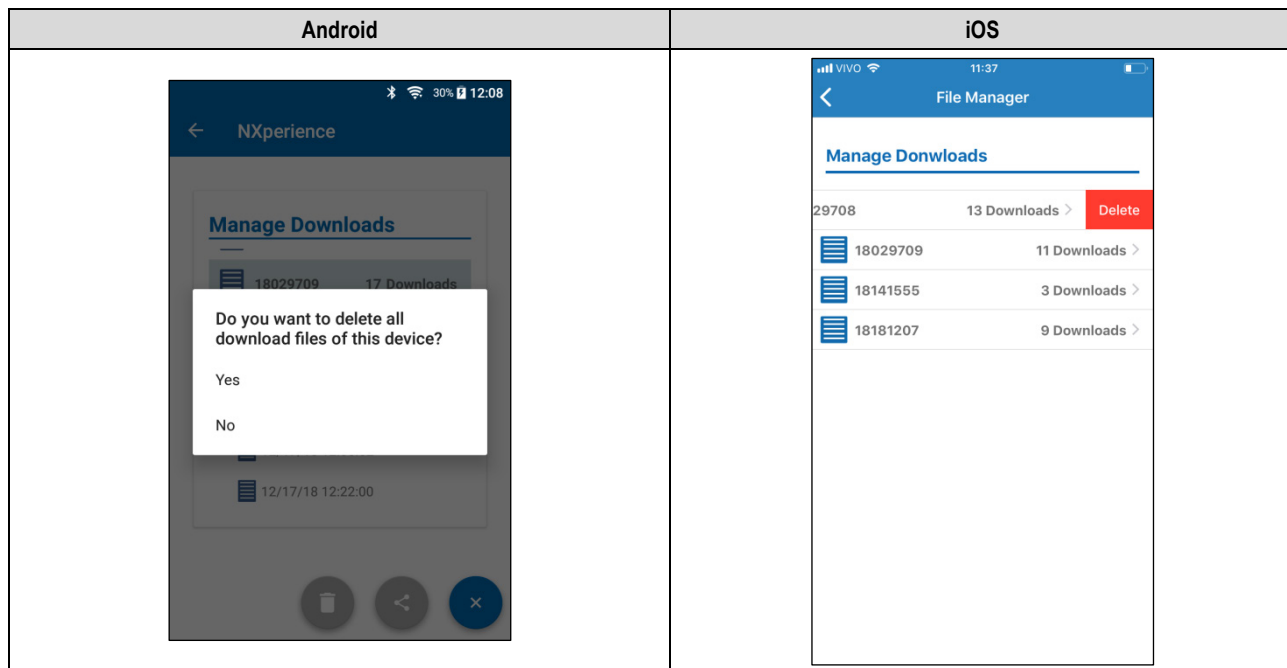 Android
iOS
30% 12:08
NXperience
Manage Downloads
18029709 17 Downloads
Do you want to delete all
download files of this device?
Yes
No
12/17/18 12:22:00
VIVO 11:37
File Manager
Manage Donwloads
29708 13 Downloads Delete
18029709 11 Downloads
18141555 3 Downloads
18181207 9 Downloads